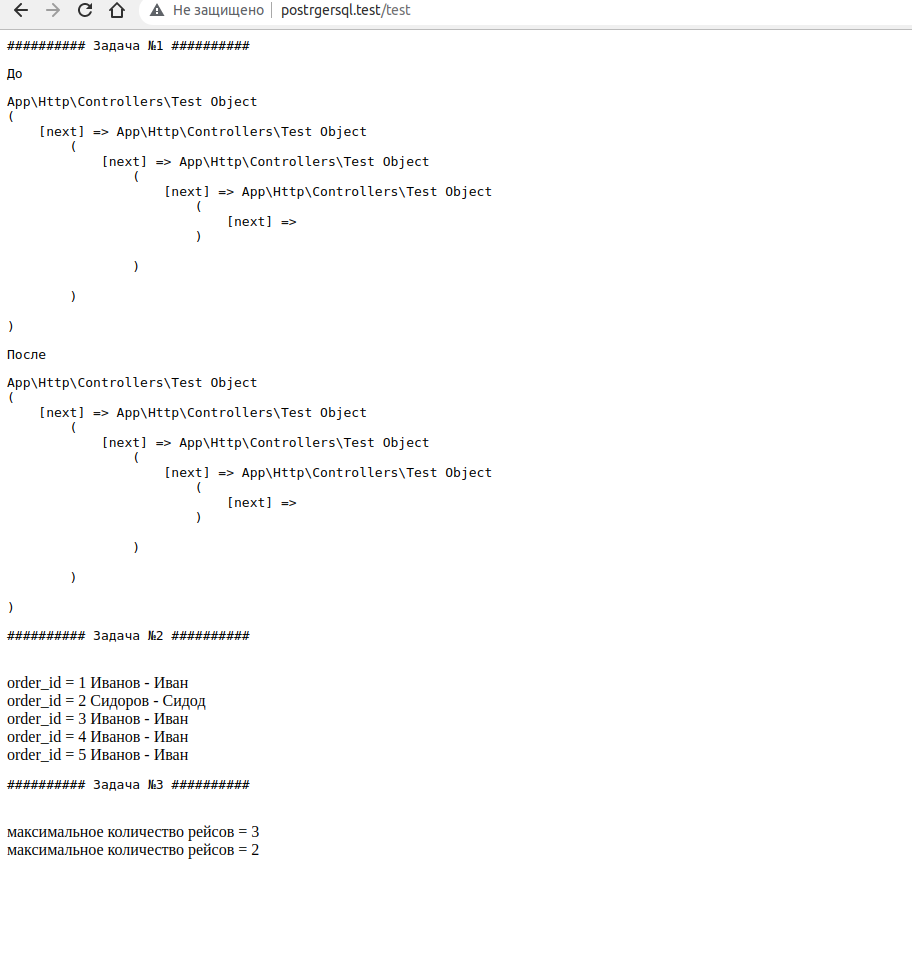 Не защищено postrgersql.test/test
########## Задача №1 ##########
До
App\Http\Controllers\Test Object
(
    [next] => App\Http\Controllers\Test Object
        (
            [next] => App\Http\Controllers\Test Object
                (
                    [next] => App\Http\Controllers\Test Object
                        (
                            [next] =>
                        )
                )
        )
)
После
App\Http\Controllers\Test Object
(
    [next] => App\Http\Controllers\Test Object
        (
            [next] => App\Http\Controllers\Test Object
                (
                    [next] => App\Http\Controllers\Test Object
                        (
                            [next] =>
                        )
                )
        )
)
########## Задача №2 ##########
order_id = 1 Иванов - Иван
order_id = 2 Сидоров - Сидод
order_id = 3 Иванов - Иван
order_id = 4 Иванов - Иван
order_id = 5 Иванов - Иван
########## Задача №3 ##########
максимальное количество рейсов = 3
максимальное количество рейсов = 2